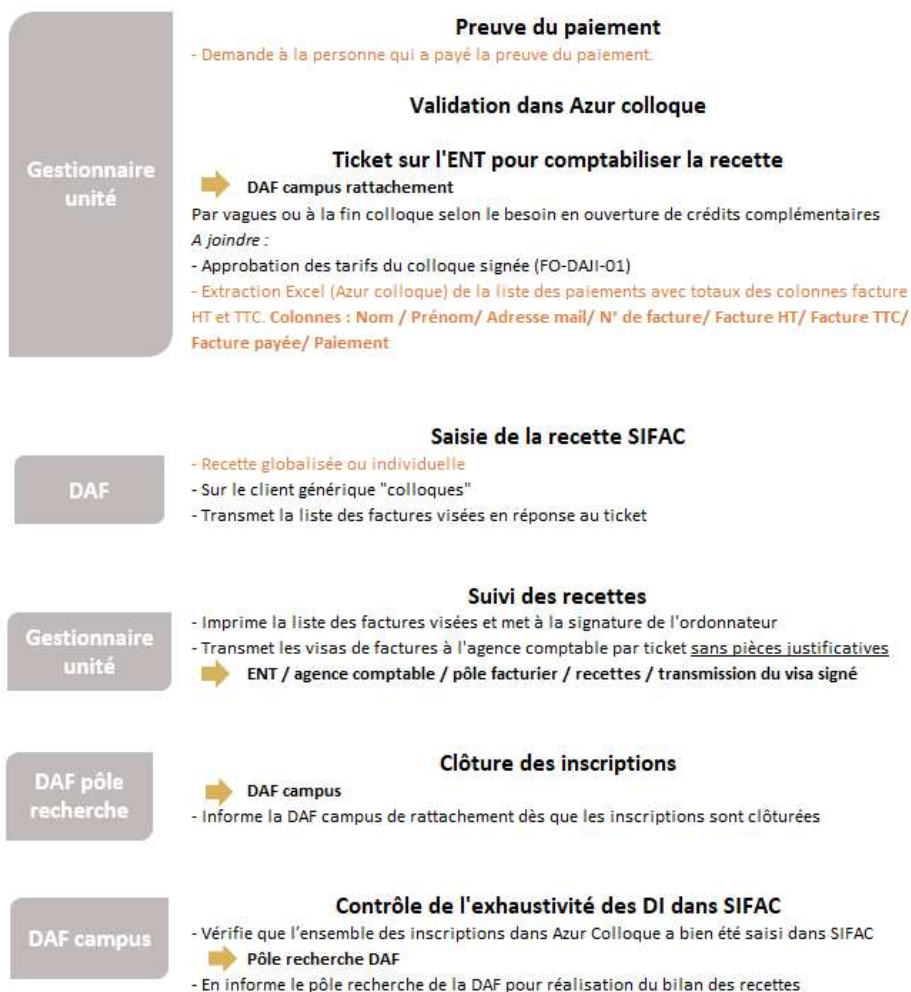 Preuve du paiement
- Demande à la personne qui a payé la preuve du paiement.
Validation dans Azur colloque
Gestionnaire
unité
Ticket sur l'ENT pour comptabiliser la recette
DAF campus rattachement
Par vagues ou à la fin colloque selon le besoin en ouverture de crédits complémentaires
A joindre :
- Approbation des tarifs du colloque signée (FO-DAJI-01)
- Extraction Excel (Azur colloque) de la liste des paiements avec totaux des colonnes facture
HT et TTC. Colonnes : Nom / Prénom/ Adresse mail/ N° de facture/ Facture HT/ Facture TTC/
Facture payée/ Paiement
Saisie de la recette SIFAC
DAF
- Recette globalisée ou individuelle
- Sur le client générique "colloques"
- Transmet la liste des factures visées en réponse au ticket
Suivi des recettes
Gestionnaire
unité
- Imprime la liste des factures visées et met à la signature de l'ordonnateur
- Transmet les visas de factures à l'agence comptable par ticket sans pièces justificatives
ENT / agence comptable / pôle facturier / recettes / transmission du visa signé
Clôture des inscriptions
DAF pôle
recherche
DAF campus
- Informe la DAF campus de rattachement dès que les inscriptions sont clôturées
Contrôle de l'exhaustivité des DI dans SIFAC
DAF campus
- Vérifie que l’ensemble des inscriptions dans Azur Colloque a bien été saisi dans SIFAC
Pôle recherche DAF
- En informe le pôle recherche de la DAF pour réalisation du bilan des recettes